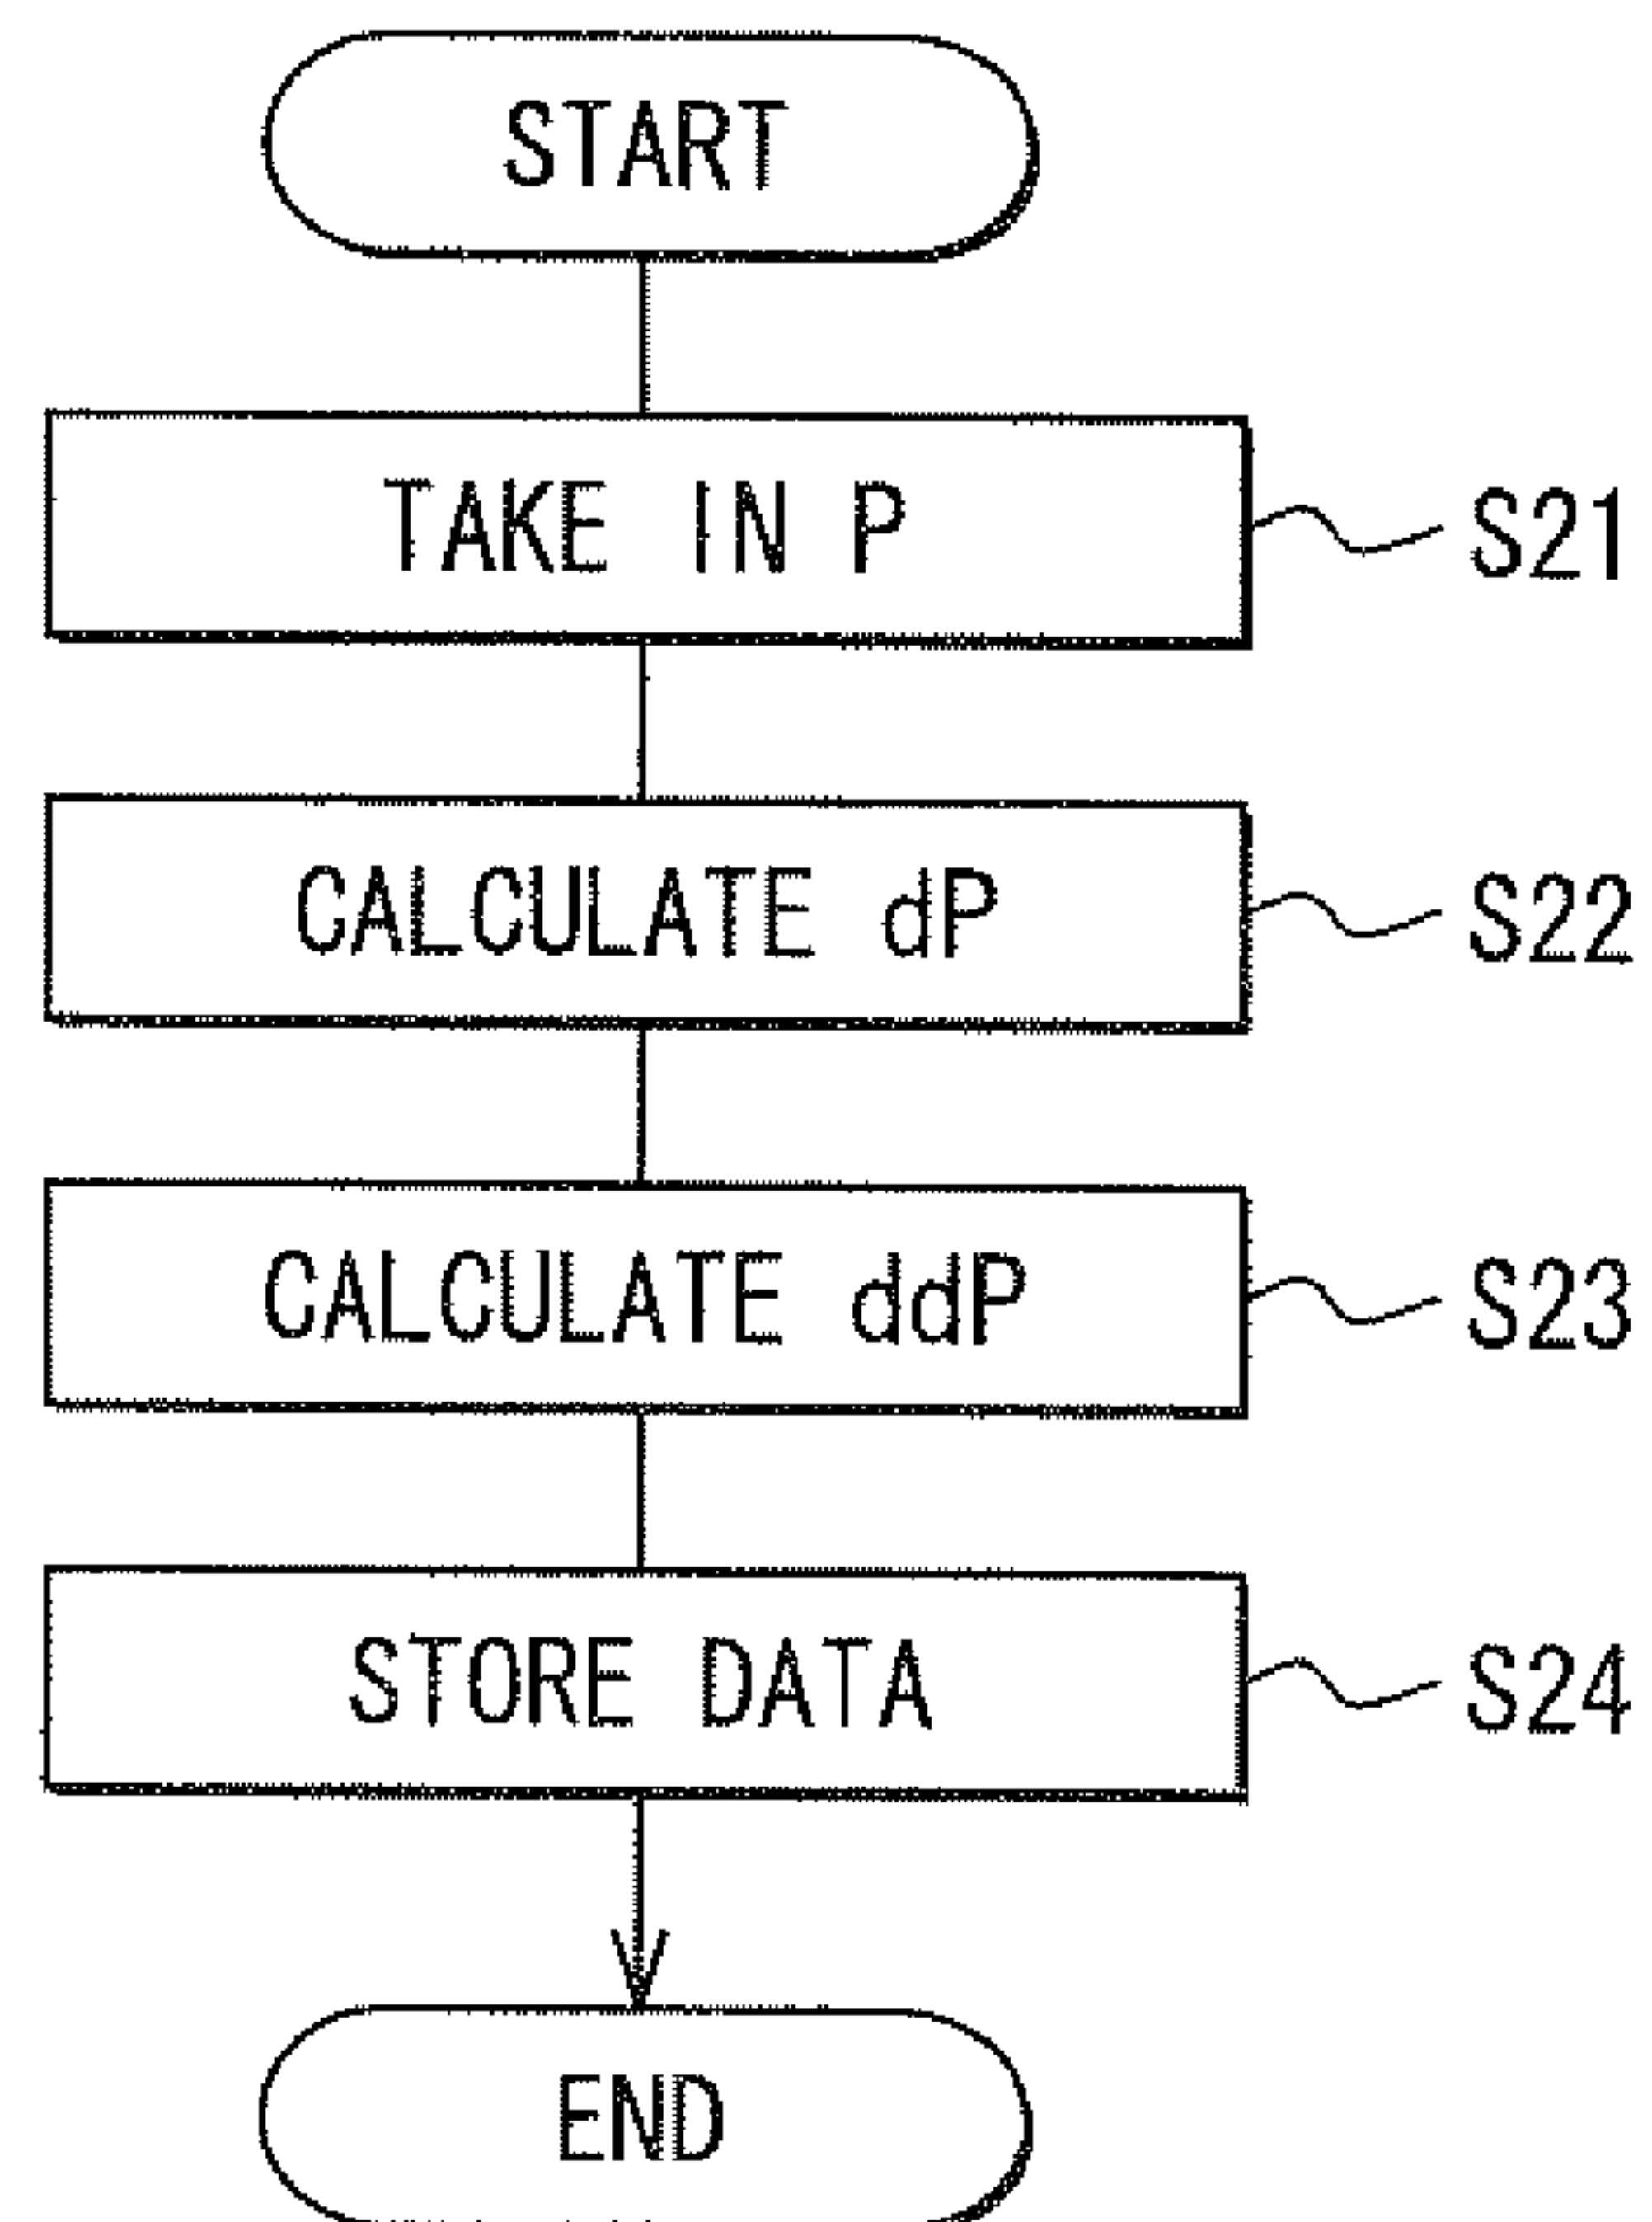 START
TAKE IN P
S21
CALCULATE dP
S22
CALCULATE ddP
S23
STORE DATA
S24
END